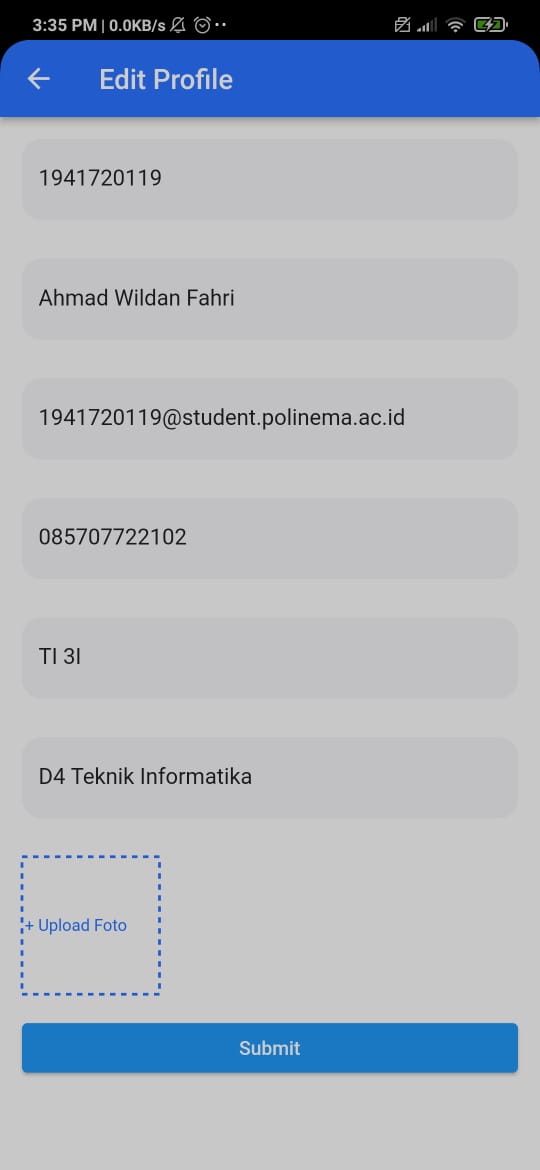 3:35 PM | 0.0KB/s
Edit Profile
1941720119
Ahmad Wildan Fahri
1941720119@student.polinema.ac.id
085707722102
TI 3I
D4 Teknik Informatika
+ Upload Foto
Submit